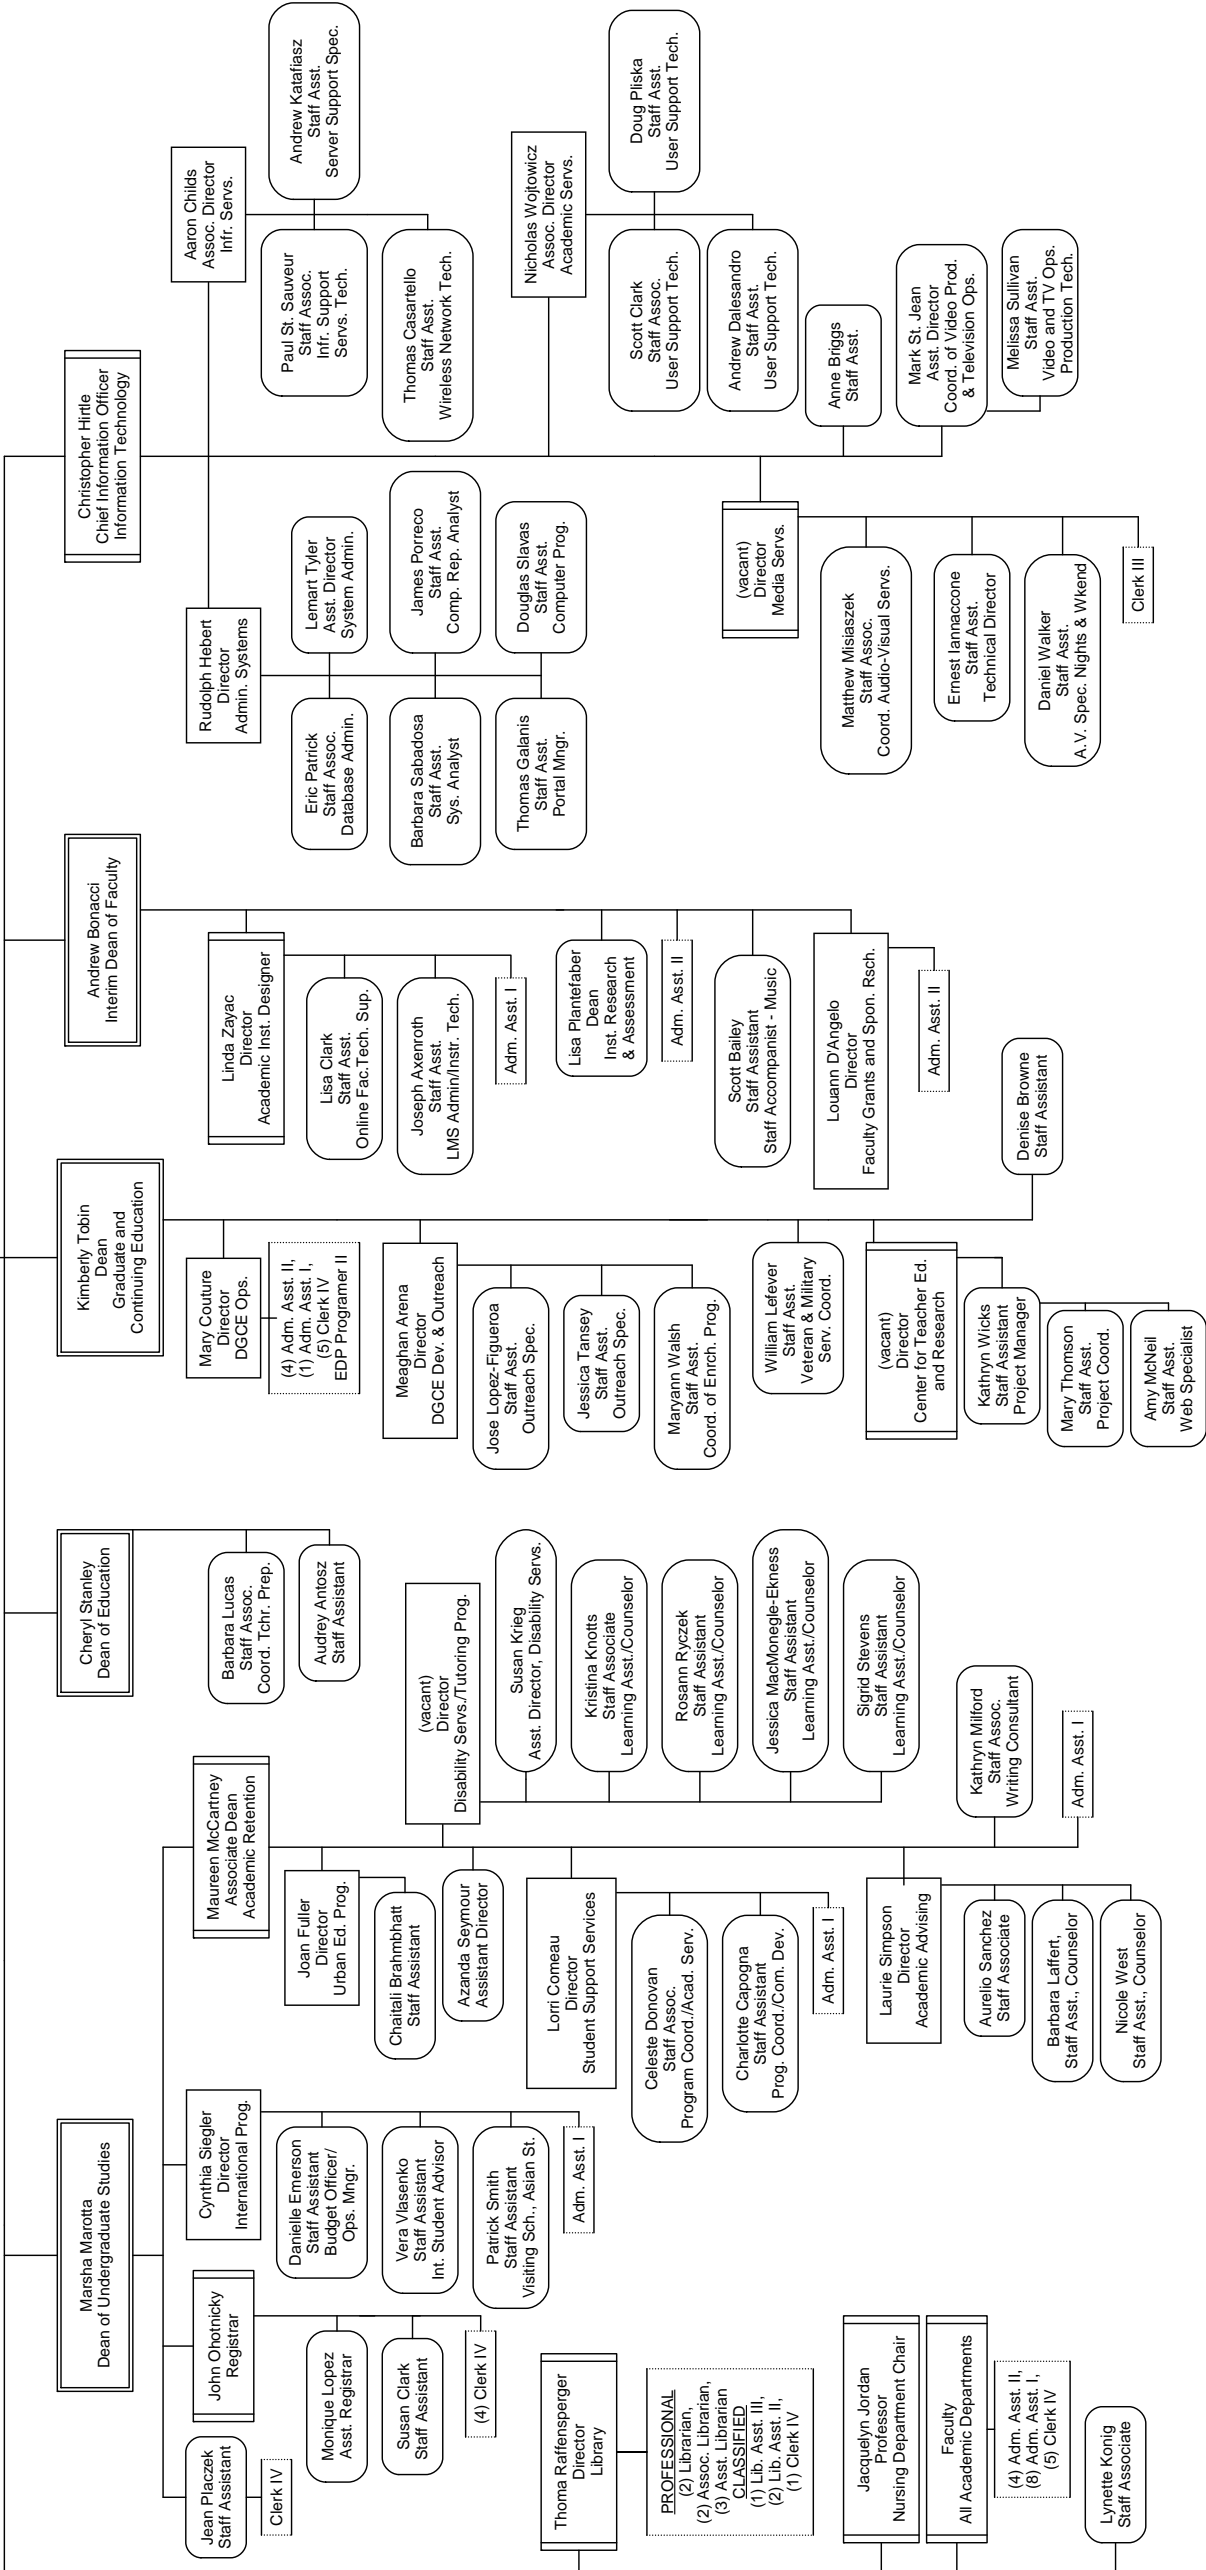 Marsha Marotta
Dean of Undergraduate Studies
Jean Placzek
Staff Assistant
Clerk IV
John Ohotnicky
Registrar
Monique Lopez
Asst. Registrar
Susan Clark
Staff Assistant
(4) Clerk IV
Cynthia Siegler
Director
International Prog.
Danielle Emerson
Staff Assistant
Budget Officer/
Ops. Mngr.
Vera Vlasenko
Staff Assistant
Int. Student Advisor
Patrick Smith
Staff Assistant
Visiting Sch., Asian St.
Adm. Asst. I
Maureen McCartney
Associate Dean
Academic Retention
Joan Fuller
Director
Urban Ed. Prog.
Chaitali Brahmbhatt
Staff Assistant
Azanda Seymour
Assistant Director
Lorri Comeau
Director
Student Support Services
Celeste Donovan
Staff Assoc.
Program Coord./Acad. Serv.
Charlotte Capogna
Staff Assistant
Prog. Coord./Com. Dev.
Adm. Asst. I
Laurie Simpson
Director
Academic Advising
Aurelio Sanchez
Staff Associate
Barbara Laffert,
Staff Asst., Counselor
Nicole West
Staff Asst., Counselor
(vacant)
Director
Disability Servs./Tutoring Prog.
Susan Krieg
Asst. Director, Disability Servs.
Kristina Knotts
Staff Associate
Learning Asst./Counselor
Rosann Ryczek
Staff Assistant
Learning Asst./Counselor
Jessica MacMonegle-Ekness
Staff Assistant
Learning Asst./Counselor
Sigrid Stevens
Staff Assistant
Learning Asst./Counselor
Kathryn Milford
Staff Assoc.
Writing Consultant
Adm. Asst. I
Thoma Raffensperger
Director
Library
PROFESSIONAL
(2) Librarian,
(2) Assoc. Librarian,
(3) Asst. Librarian
CLASSIFIED
(1) Lib. Asst. III,
(2) Lib. Asst. II,
(1) Clerk IV
Jacquelyn Jordan
Professor
Nursing Department Chair
Faculty
All Academic Departments
(4) Adm. Asst. II,
(8) Adm. Asst. I,
(5) Clerk IV
Lynette Konig
Staff Associate
Cheryl Stanley
Dean of Education
Barbara Lucas
Staff Assoc.
Coord. Tchr. Prep.
Audrey Antosz
Staff Assistant
Kimberly Tobin
Dean
Graduate and
Continuing Education
Mary Couture
Director
DGCE Ops.
(4) Adm. Asst. II,
(1) Adm. Asst. I,
(5) Clerk IV
EDP Programer II
Meaghan Arena
Director
DGCE Dev. & Outreach
Jose Lopez-Figueroa
Staff Asst.
Outreach Spec.
Jessica Tansey
Staff Asst.
Outreach Spec.
Maryann Walsh
Staff Asst.
Coord. of Enrch. Prog.
William Lefever
Staff Asst.
Veteran & Military
Serv. Coord.
(vacant)
Director
Center for Teacher Ed.
and Research
Kathryn Wicks
Staff Assistant
Project Manager
Mary Thomson
Staff Asst.
Project Coord.
Amy McNeil
Staff Asst.
Web Specialist
Denise Browne
Staff Assistant
Andrew Bonacci
Interim Dean of Faculty
Linda Zayac
Director
Academic Inst. Designer
Lisa Clark
Staff Asst.
Online Fac.Tech. Sup.
Joseph Axenroth
Staff Asst.
LMS Admin/Instr. Tech.
Adm. Asst. I
Lisa Plantefaber
Dean
Inst. Research
& Assessment
Adm. Asst. II
Scott Bailey
Staff Assistant
Staff Accompanist - Music
Louann D'Angelo
Director
Faculty Grants and Spon. Rsch.
Adm. Asst. II
Christopher Hirtle
Chief Information Officer
Information Technology
Rudolph Hebert
Director
Admin. Systems
Eric Patrick
Staff Assoc.
Database Admin.
Lemart Tyler
Asst. Director
System Admin.
Barbara Sabadosa
Staff Asst.
Sys. Analyst
James Porreco
Staff Asst.
Comp. Rep. Analyst
Thomas Galanis
Staff Asst.
Portal Mngr.
Douglas Slavas
Staff Asst.
Computer Prog.
Aaron Childs
Assoc. Director
Infr. Servs.
Paul St. Sauveur
Staff Assoc.
Infr. Support
Servs. Tech.
Andrew Katafiasz
Staff Asst.
Server Support Spec.
Thomas Casartello
Staff Asst.
Wireless Network Tech.
Nicholas Wojtowicz
Assoc. Director
Academic Servs.
Scott Clark
Staff Assoc.
User Support Tech.
Doug Pliska
Staff Asst.
User Support Tech.
Andrew Dalesandro
Staff Asst.
User Support Tech.
(vacant)
Director
Media Servs.
Matthew Misiaszek
Staff Assoc.
Coord. Audio-Visual Servs.
Ernest Iannaccone
Staff Asst.
Technical Director
Daniel Walker
Staff Asst.
A.V. Spec. Nights & Wkend
Clerk III
Anne Briggs
Staff Asst.
Mark St. Jean
Asst. Director
Coord. of Video Prod.
& Television Ops.
Melissa Sullivan
Staff Asst.
Video and TV Ops.
Production Tech.